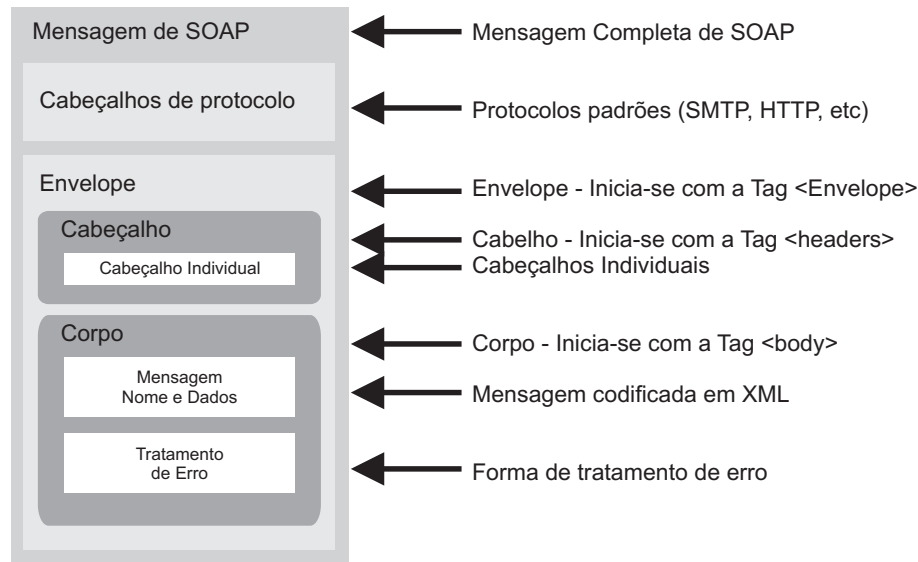 Mensagem de SOAP
Mensagem Completa de SOAP
Cabeçalhos de protocolo
Protocolos padrões (SMTP, HTTP, etc)
Envelope
Envelope - Inicia-se com a Tag <Envelope>
Cabeçalho
Cabelho - Inicia-se com a Tag <headers>
Cabeçalho Individual
Cabeçalhos Individuais
Corpo
Corpo - Inicia-se com a Tag <body>
Mensagem
Nome e Dados
Mensagem codificada em XML
Tratamento
de Erro
Forma de tratamento de erro